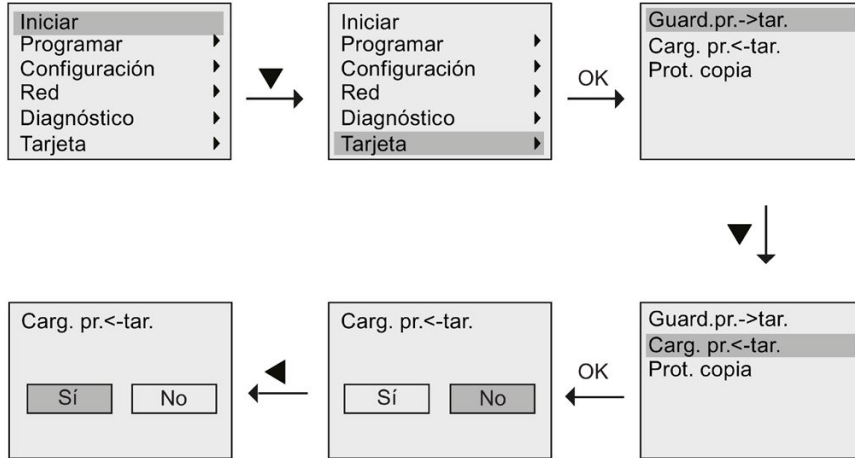 Iniciar
Programar
Configuración
Red
Diagnóstico
Tarjeta
Iniciar
Programar
Configuración
Red
Diagnóstico
Tarjeta
OK
Guard.pr.->tar.
Carg. pr.<-tar.
Prot. copia
Guard.pr.->tar.
Carg. pr.<-tar.
Prot. copia
OK
Carg. pr.<-tar.
Sí No
Carg. pr.<-tar.
Sí No